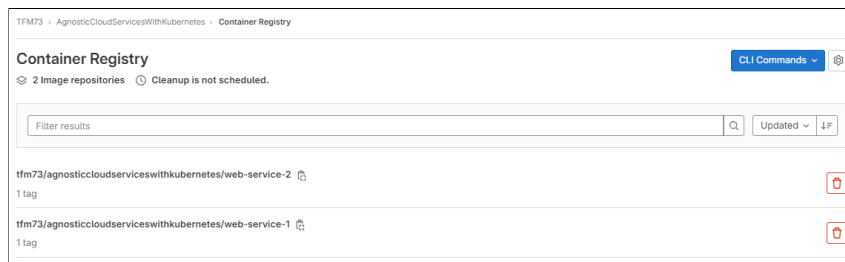 TFM73 › AgnosticCloudServicesWithKubernetes › Container Registry
Container Registry
CLI Commands
2 Image repositories Cleanup is not scheduled.
Filter results
Updated
tfm73/agnosticcloudserviceswithkubernetes/web-service-2
1 tag
tfm73/agnosticcloudserviceswithkubernetes/web-service-1
1 tag